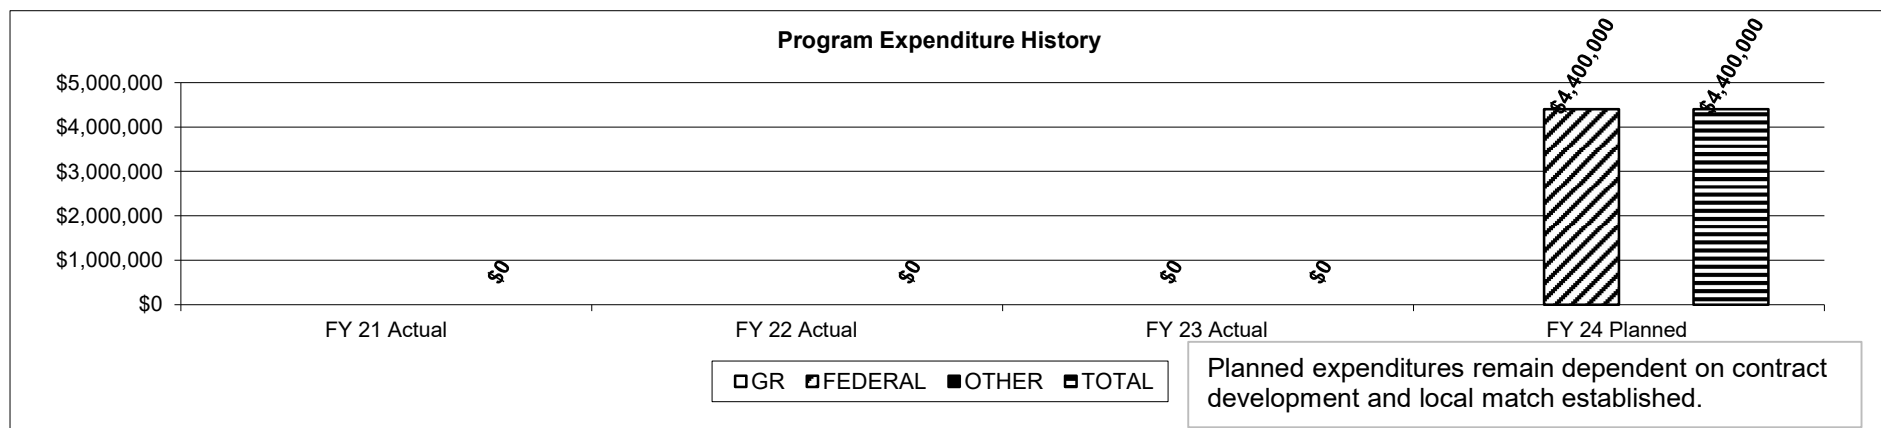 Program Expenditure History
$5,000,000
$4,000,000
$3,000,000
$2,000,000
$1,000,000
$0
$0
$0
$0
$0
$4,400,000
$4,400,000
FY 21 Actual
FY 22 Actual
FY 23 Actual
FY 24 Planned
GR FEDERAL OTHER TOTAL
Planned expenditures remain dependent on contract
development and local match established.